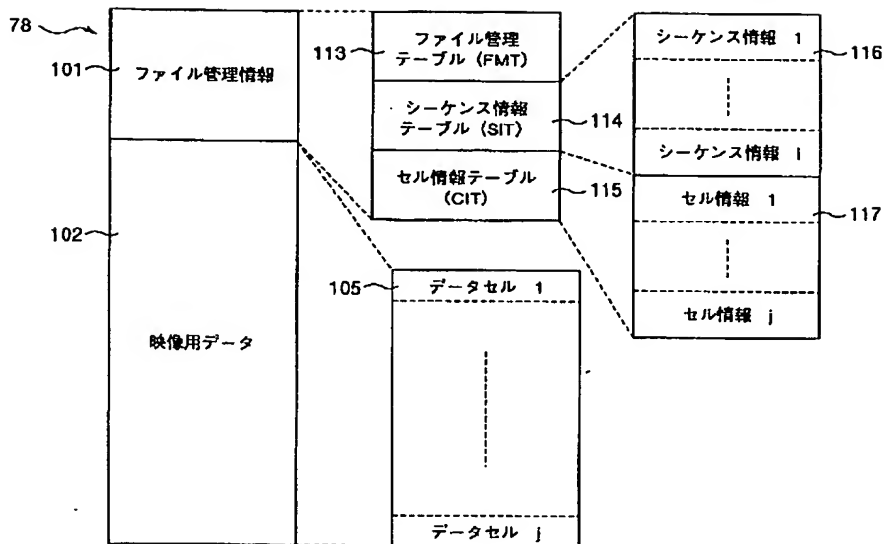 78
101
ファイル管理情報
102
映像用データ
113
ファイル管理
テーブル (FMT)
シーケンス情報
テーブル (SIT)
114
セル情報テーブル
(CIT)
115
105
データセル 1
データセル j
シーケンス情報 1
116
シーケンス情報 i
セル情報 1
117
セル情報 j